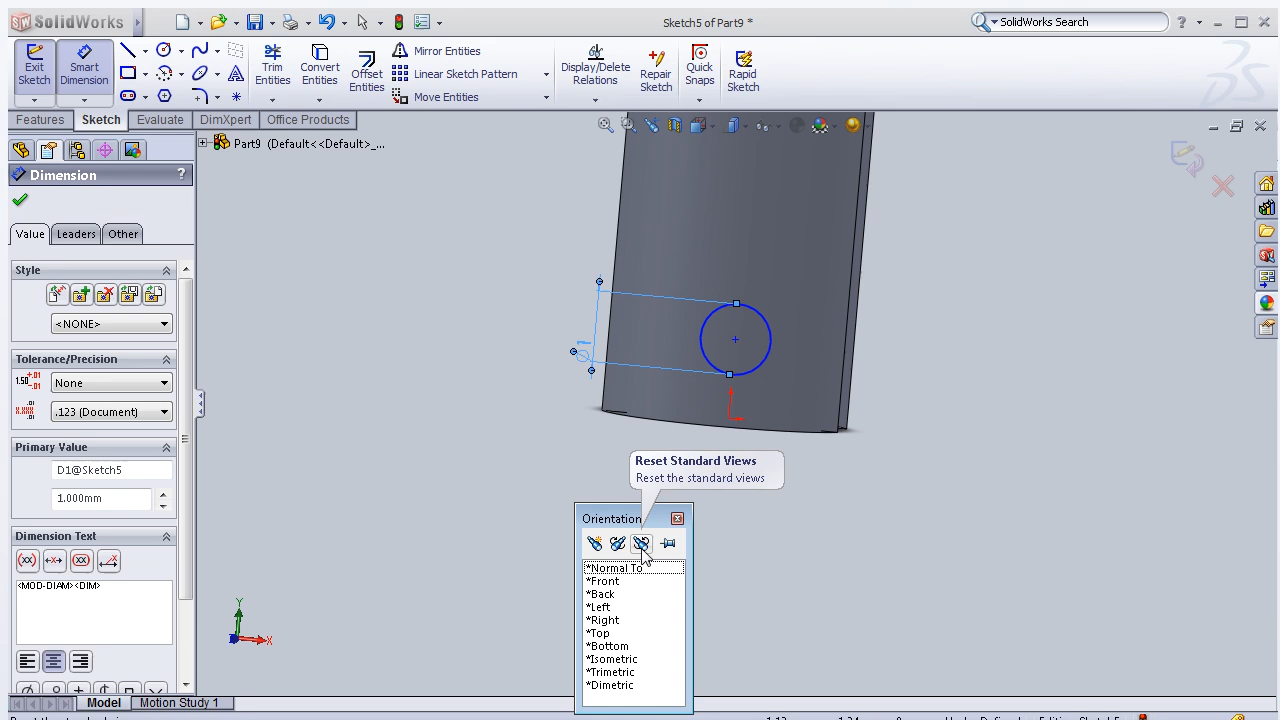 SolidWorks
Sketch5 of Part9 *
SolidWorks Search
?
Exit Sketch
Smart Dimension
Trim Entities
Convert Entities
Offset Entities
Mirror Entities
Linear Sketch Pattern
Move Entities
Display/Delete Relations
Repair Sketch
Quick Snaps
Rapid Sketch
Features
Sketch
Evaluate
DimXpert
Office Products
Part9 (Default<<Default>_...
Dimension
?
Value
Leaders
Other
Style
<NONE>
Tolerance/Precision
None
.123 (Document)
Primary Value
D1@Sketch5
1.000mm
Dimension Text
<MOD-DIAM><DIM>
Reset Standard Views
Reset the standard views
Orientation
*Normal To
*Front
*Back
*Left
*Right
*Top
*Bottom
*Isometric
*Trimetric
*Dimetric
Y
X
Model
Motion Study 1